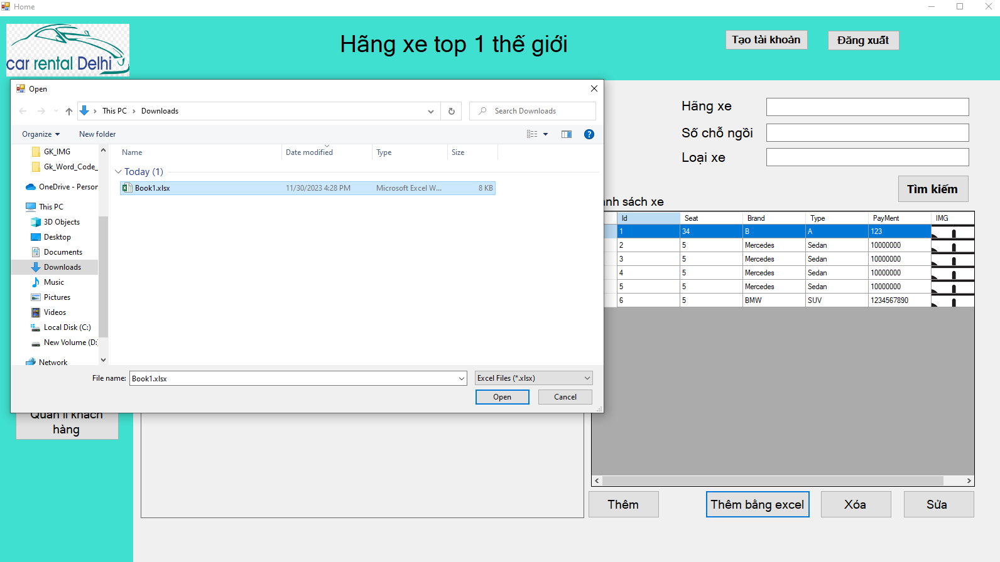 Home
car rental Delhi
Hãng xe top 1 thế giới
Tạo tài khoản
Đăng xuất
Open
This PC
Downloads
Search Downloads
Organize
New folder
GK_IMG
Gk_Word_Code_
OneDrive - Person
This PC
3D Objects
Desktop
Documents
Downloads
Music
Pictures
Videos
Local Disk (C:)
New Volume (D:
Network
Name Date modified Type Size
Today (1)
Book1.xlsx 11/30/2023 4:28 PM Microsoft Excel W... 8 KB
File name: Book1.xlsx Excel Files (*.xlsx)
Open Cancel
Hãng xe
Số chỗ ngồi
Loại xe
Tìm kiếm
anh sách xe
Id Seat Brand Type PayMent IMG
1 34 B A 123
2 5 Mercedes Sedan 10000000
3 5 Mercedes Sedan 10000000
4 5 Mercedes Sedan 10000000
5 5 Mercedes Sedan 10000000
6 5 BMW SUV 1234567890
Quản lí khách
hàng
Thêm Thêm bằng excel Xóa Sửa